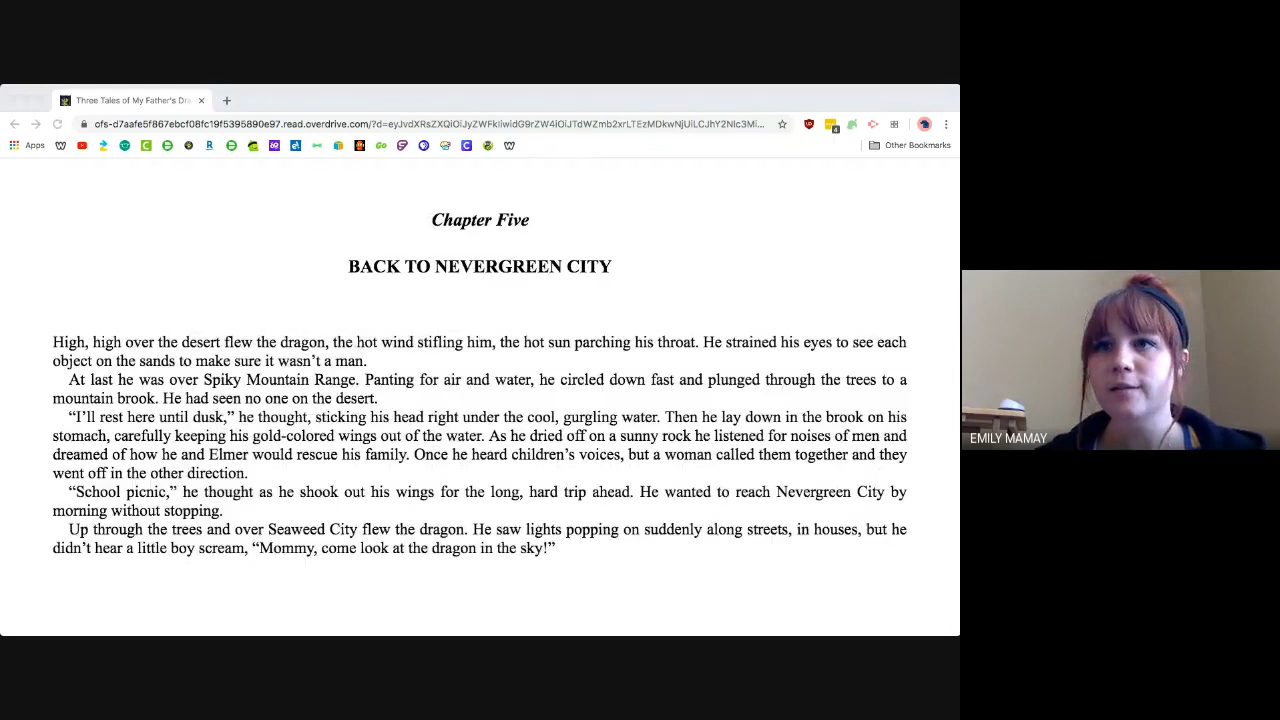 Three Tales of My Father's Dra
ofs-d7aafe5f867ebcf08fc19f5395890e97.read.overdrive.com/?d=eyJvdXRsZXQiOiJyZWFkIiwidG9rZW4iOiJTdWZmb2xrLTEzMDkwNjUiLCJhY2Nlc3Mi...
Apps
Other Bookmarks
Chapter Five
BACK TO NEVERGREEN CITY
High, high over the desert flew the dragon, the hot wind stifling him, the hot sun parching his throat. He strained his eyes to see each
object on the sands to make sure it wasn’t a man.
At last he was over Spiky Mountain Range. Panting for air and water, he circled down fast and plunged through the trees to a
mountain brook. He had seen no one on the desert.
“I’ll rest here until dusk,” he thought, sticking his head right under the cool, gurgling water. Then he lay down in the brook on his
stomach, carefully keeping his gold-colored wings out of the water. As he dried off on a sunny rock he listened for noises of men and
dreamed of how he and Elmer would rescue his family. Once he heard children’s voices, but a woman called them together and they
went off in the other direction.
“School picnic,” he thought as he shook out his wings for the long, hard trip ahead. He wanted to reach Nevergreen City by
morning without stopping.
Up through the trees and over Seaweed City flew the dragon. He saw lights popping on suddenly along streets, in houses, but he
didn’t hear a little boy scream, “Mommy, come look at the dragon in the sky!”
EMILY MAMAY